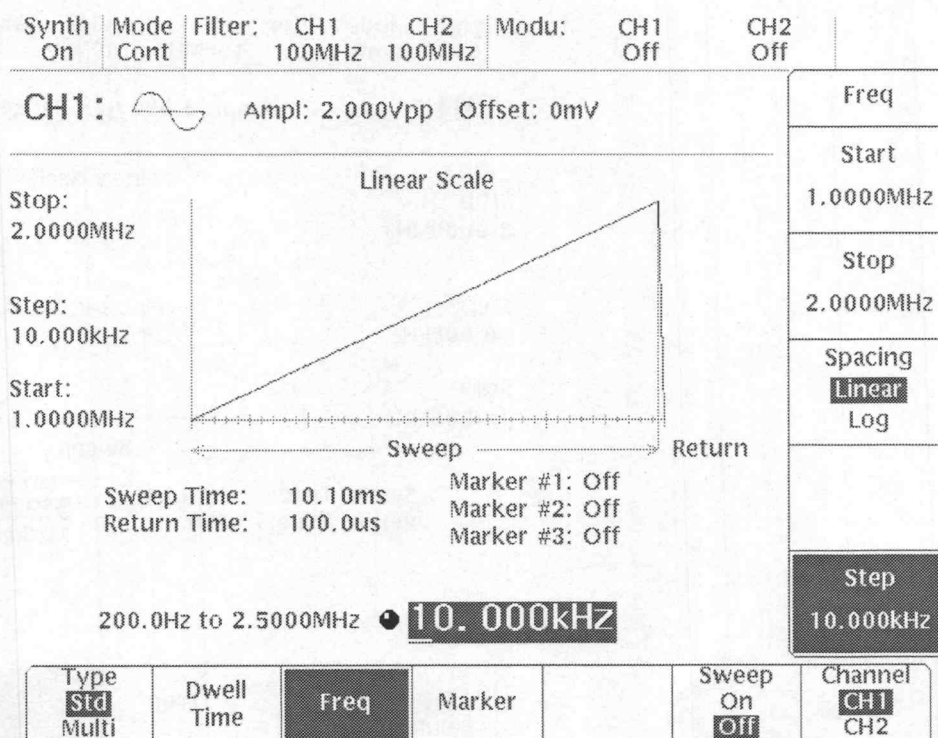 Synth Mode Filter: CH1 CH2 Modu: CH1 CH2
On Cont 100MHz 100MHz Off Off
CH1: Ampl: 2.000Vpp Offset: 0mV
Freq
Start
1.0000MHz
Stop
2.0000MHz
Spacing
Linear
Log
Step
10.000kHz
Linear Scale
Stop:
2.0000MHz
Step:
10.000kHz
Start:
1.0000MHz
Sweep Return
Sweep Time: 10.10ms
Return Time: 100.0us
Marker #1: Off
Marker #2: Off
Marker #3: Off
200.0Hz to 2.5000MHz 10.000kHz
Type
Std
Multi
Dwell
Time
Freq
Marker
Sweep
On
Off
Channel
CH1
CH2